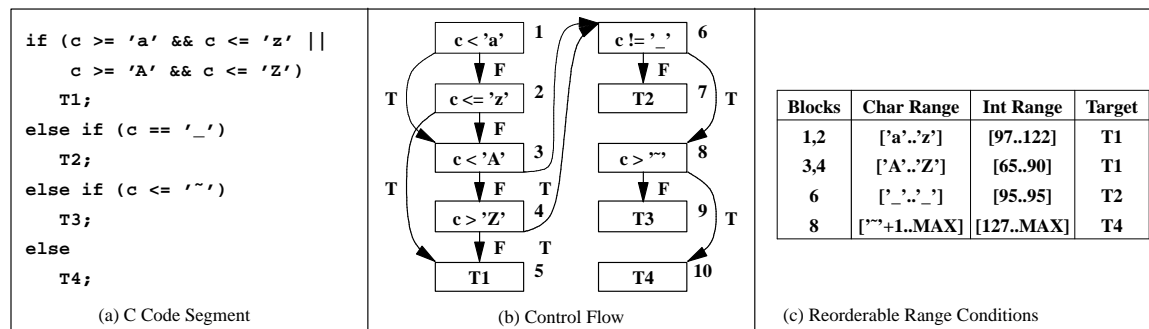 if (c >= 'a' && c <= 'z' ||
c >= 'A' && c <= 'Z')
T1;
else if (c == '_')
T2;
else if (c <= '~')
T3;
else
T4;
(a) C Code Segment
c < 'a' 1
F
T
c <= 'z' 2
F
c < 'A' 3
T
F
T
c > 'Z' 4
F
T
T1 5
c != '_' 6
F
T2 7
T
c > '~' 8
F
T3 9
T
T4 10
(b) Control Flow
Blocks Char Range Int Range Target
1,2 ['a'..'z'] [97..122] T1
3,4 ['A'..'Z'] [65..90] T1
6 ['_'..'_'] [95..95] T2
8 ['~'+1..MAX] [127..MAX] T4
(c) Reorderable Range Conditions